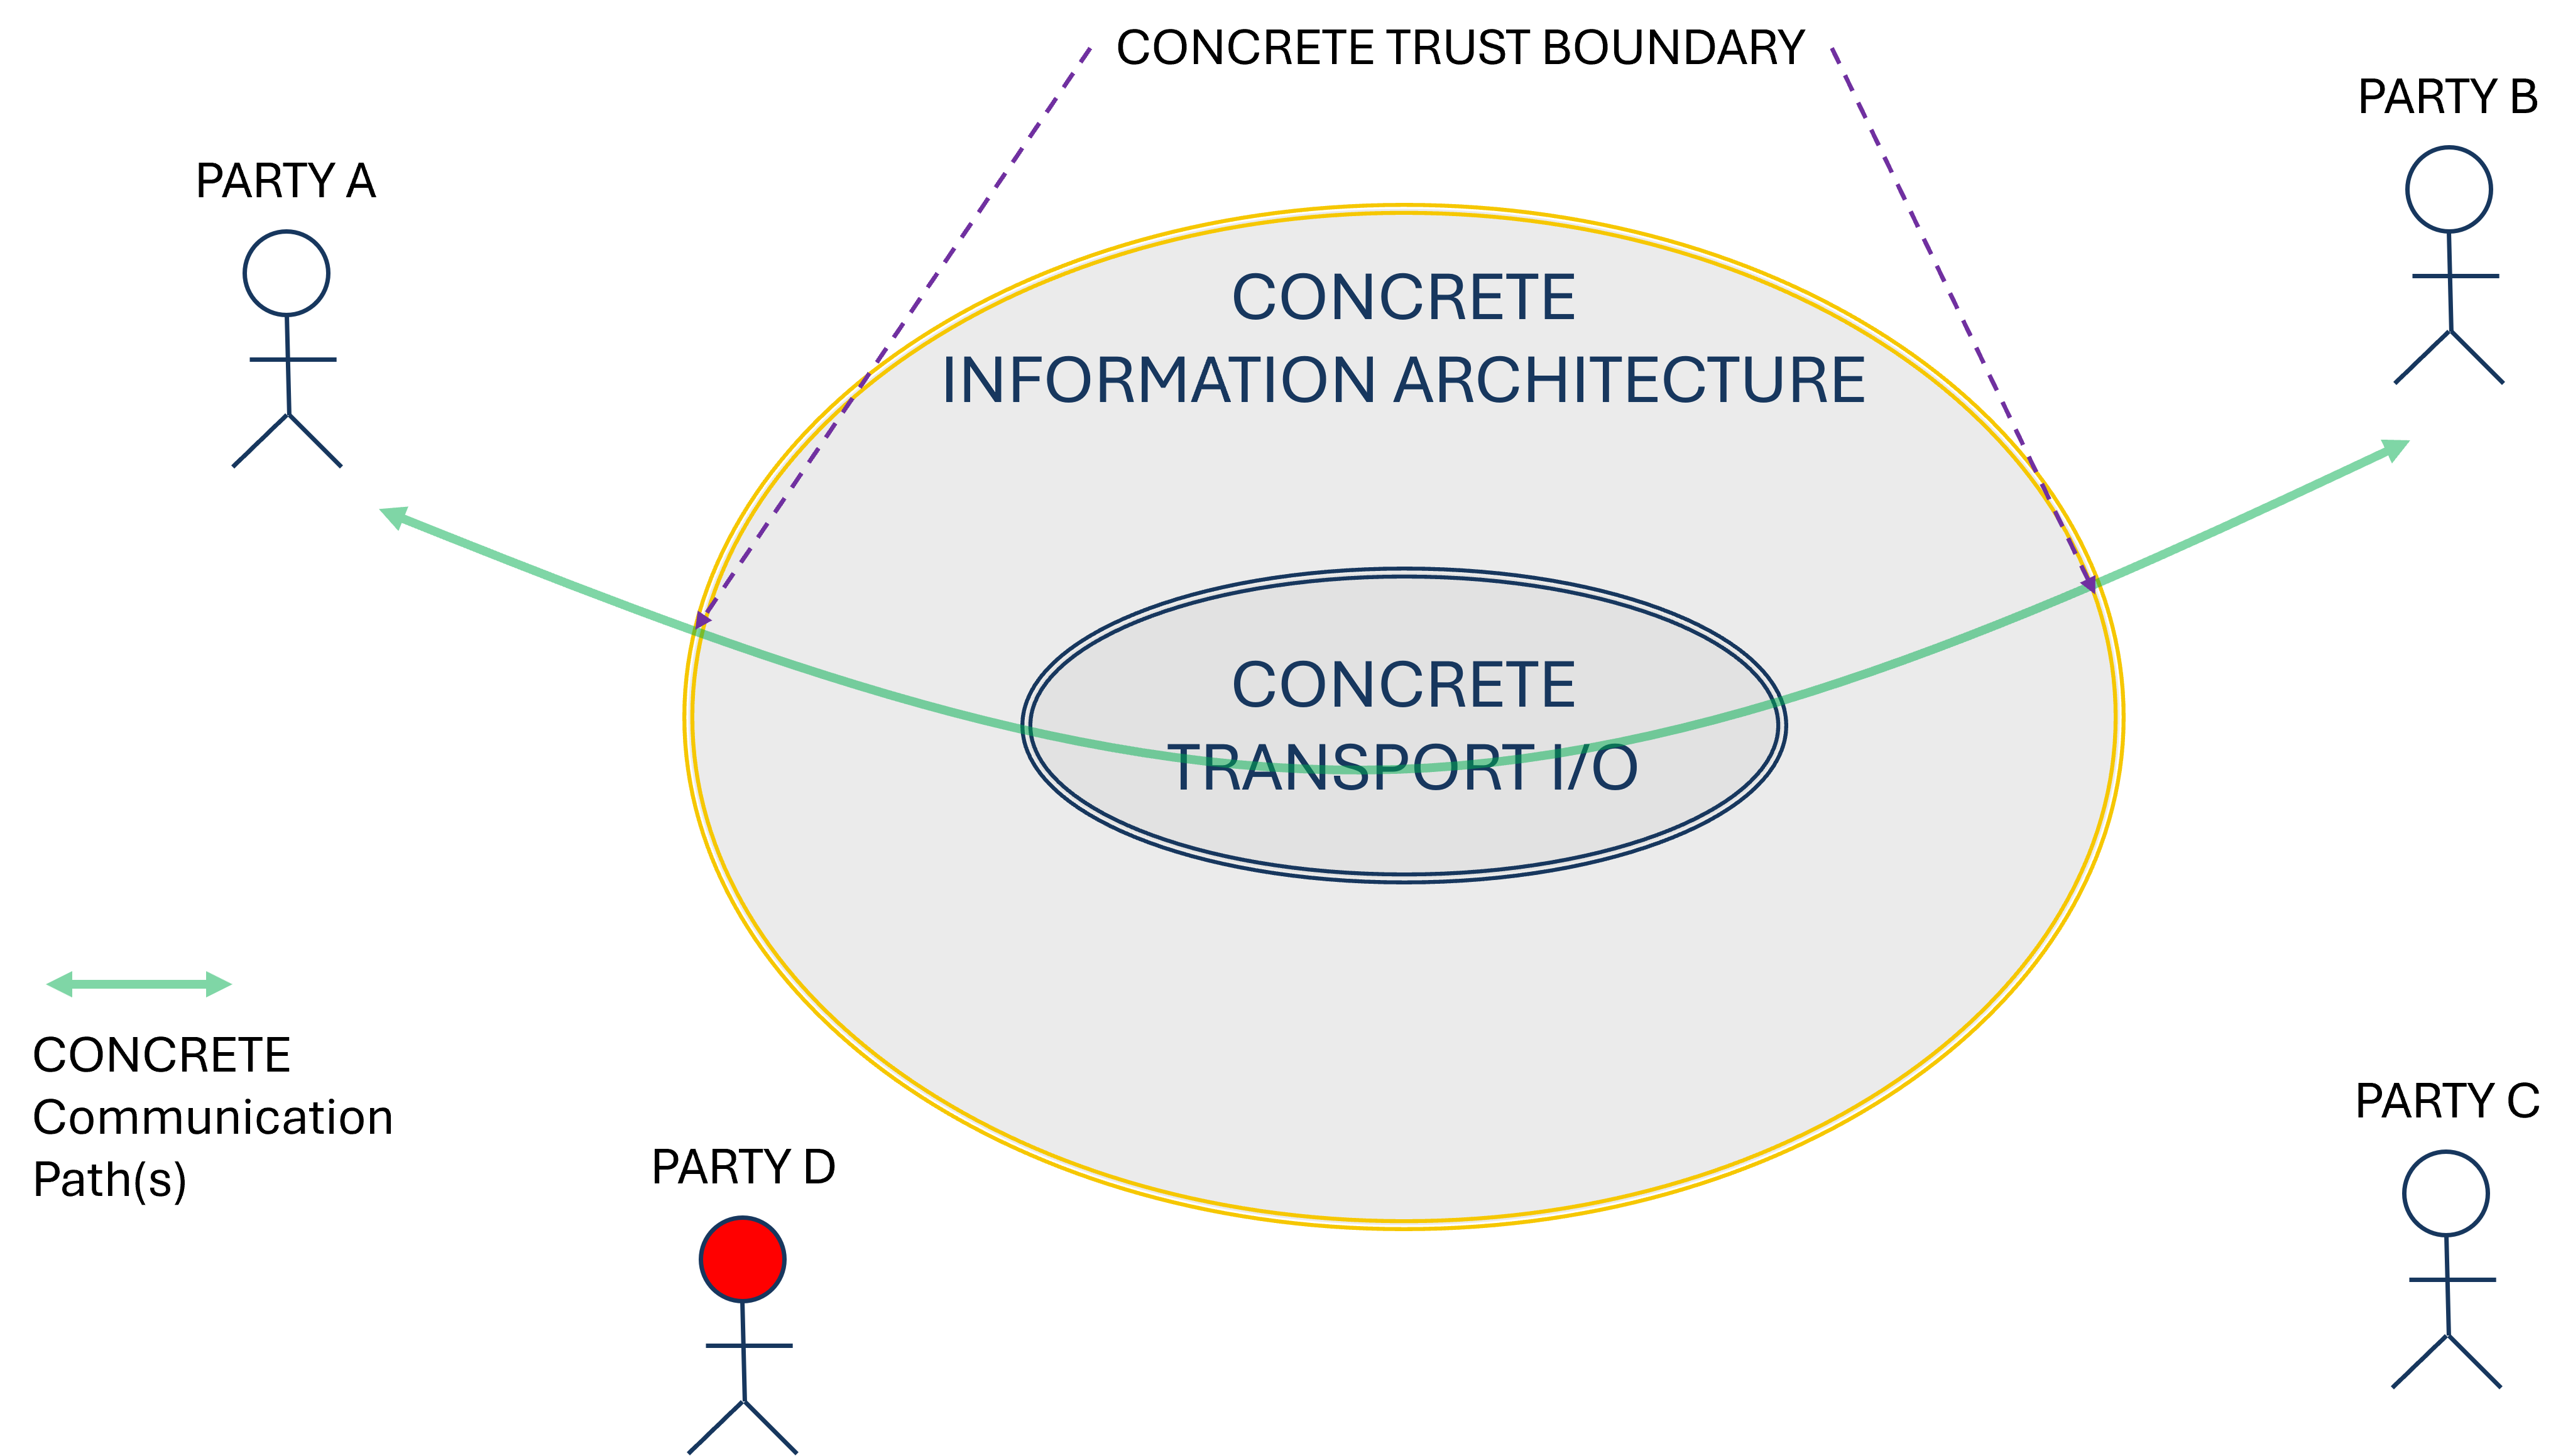 CONCRETE TRUST BOUNDARY
PARTY B
PARTY A
CONCRETE
INFORMATION ARCHITECTURE
CONCRETE
TRANSPORT I/O
CONCRETE
Communication
Path(s)
PARTY C
PARTY D